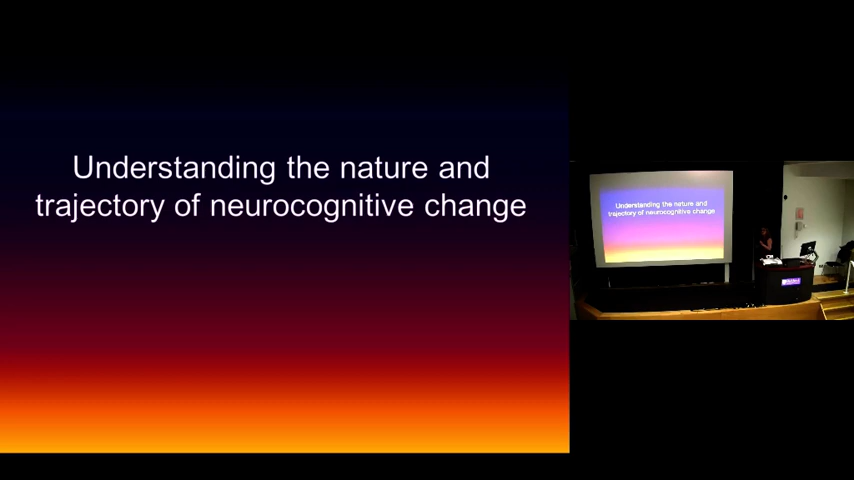 Understanding the nature and
trajectory of neurocognitive change
Understanding the nature and
trajectory of neurocognitive change